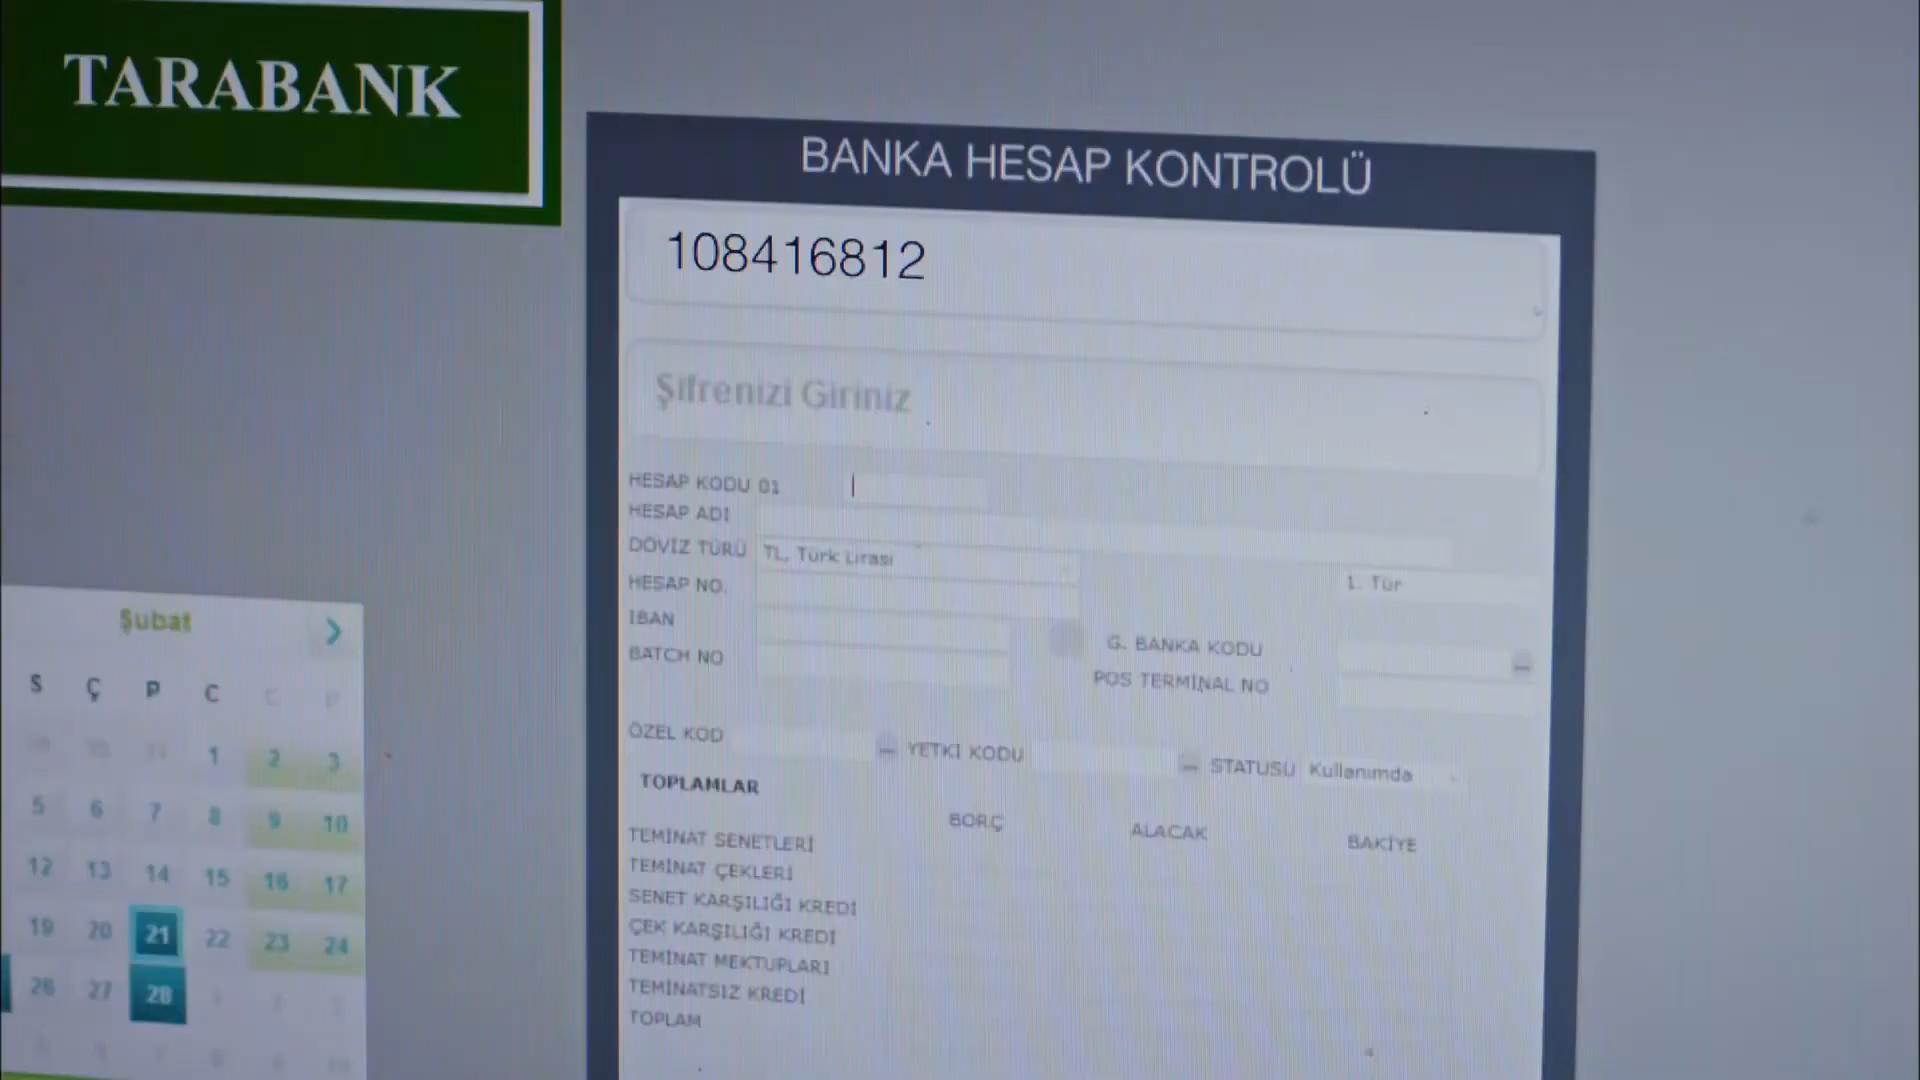 TARABANK
BANKA HESAP KONTROLÜ
108416812
Şifrenizi Giriniz
HESAP KODU 01
HESAP ADI
DÖVİZ TÜRÜ TL, Türk Lirası
1. Tür
HESAP NO.
IBAN
G. BANKA KODU
BATCH NO
POS TERMİNAL NO
ÖZEL KOD YETKİ KODU STATUSÜ Kullanımda
TOPLAMLAR
BORÇ ALACAK BAKİYE
TEMİNAT SENETLERİ
TEMİNAT ÇEKLERİ
SENET KARŞILIĞI KREDİ
ÇEK KARŞILIĞI KREDİ
TEMİNAT MEKTUPLARI
TEMİNATSIZ KREDİ
TOPLAM
Şubat
S Ç P C C P
1 2 3
5 6 7 8 9 10
12 13 14 15 16 17
19 20 21 22 23 24
26 27 28